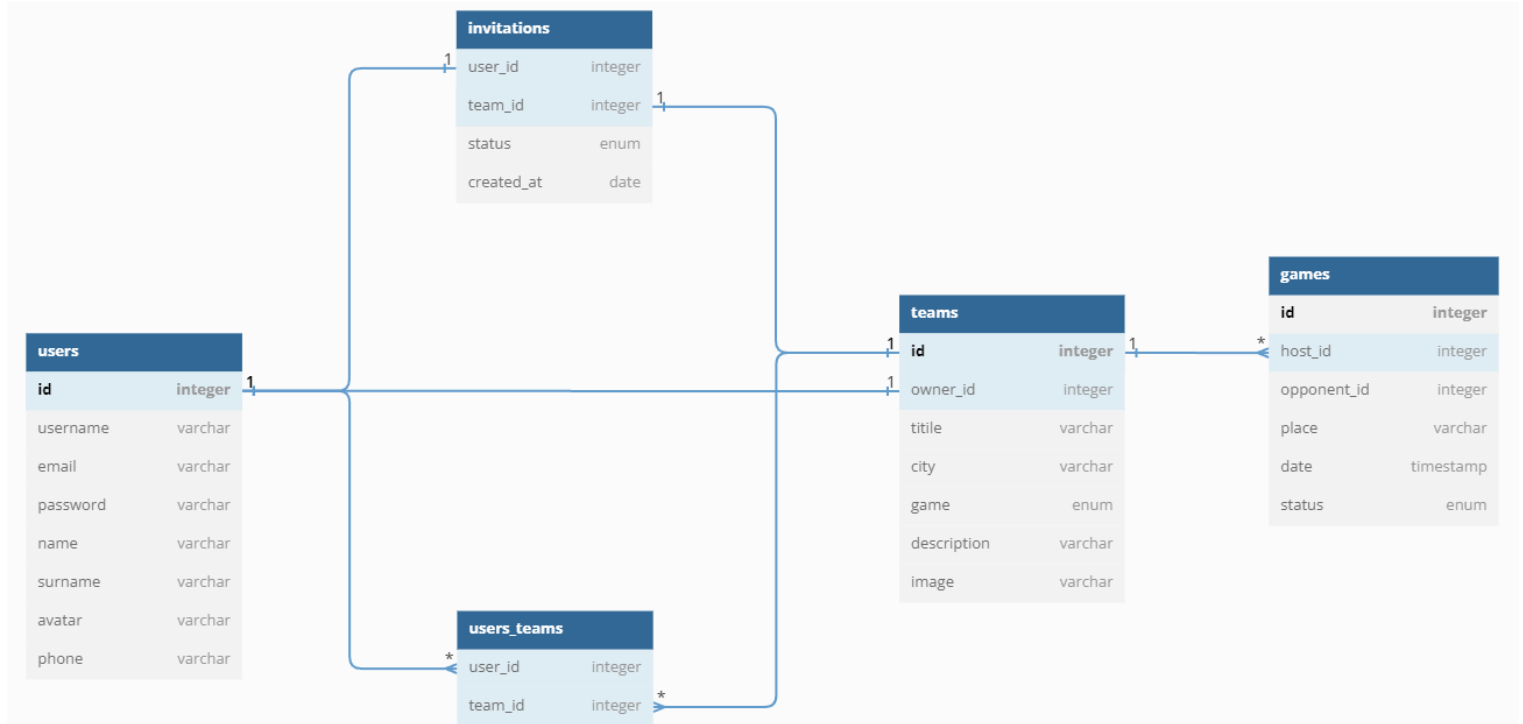 invitations
user_id integer
team_id integer
status enum
created_at date
1
1
users
id integer
username varchar
email varchar
password varchar
name varchar
surname varchar
avatar varchar
phone varchar
1
users_teams
user_id integer
team_id integer
*
*
teams
id integer
owner_id integer
titile varchar
city varchar
game enum
description varchar
image varchar
1
1
1
games
id integer
host_id integer
opponent_id integer
place varchar
date timestamp
status enum
*